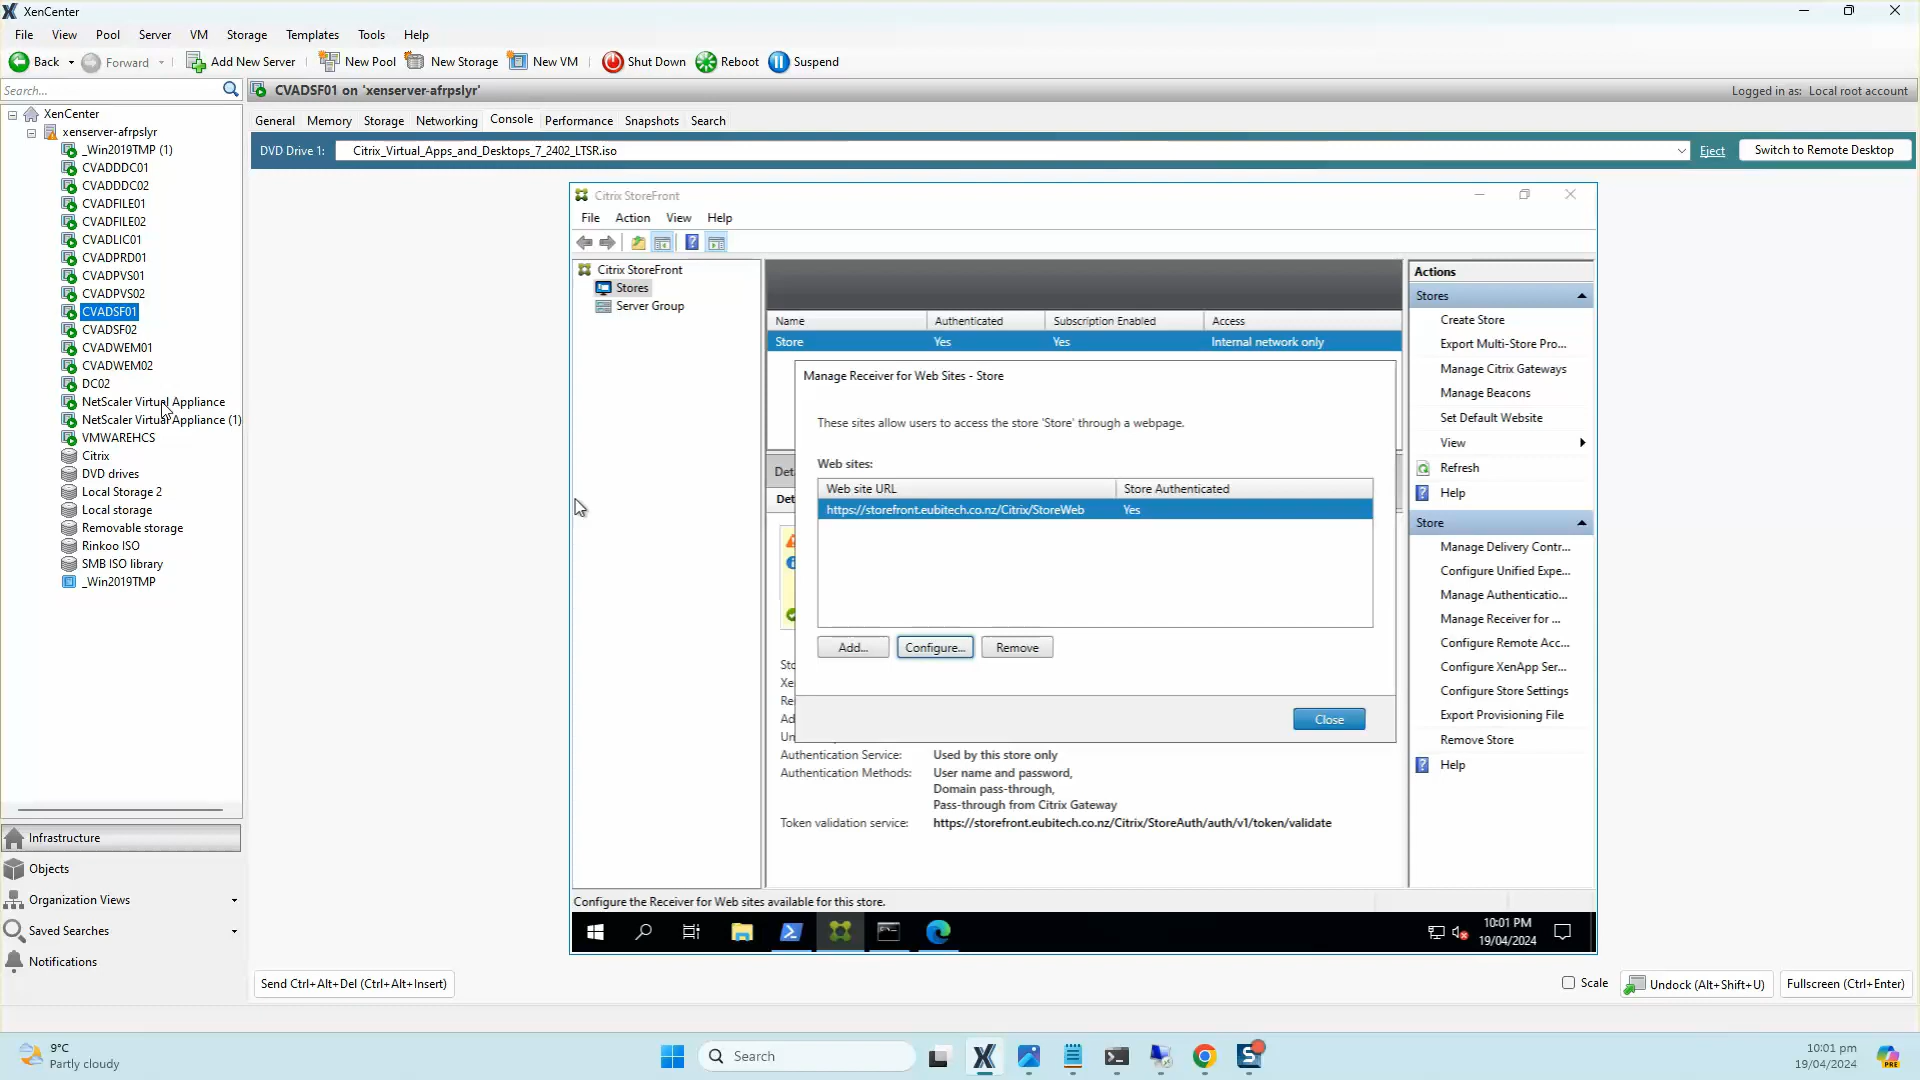 XenCenter
File View Pool Server VM Storage Templates Tools Help
Back Forward Add New Server New Pool New Storage New VM Shut Down Reboot Suspend
Search...
CVADSF01 on 'xenserver-afrpslyr'
Logged in as: Local root account
XenCenter
xenserver-afrpslyr
_Win2019TMP (1)
CVADDDC01
CVADDDC02
CVADFILE01
CVADFILE02
CVADLIC01
CVADPRD01
CVADPVS01
CVADPVS02
CVADSF01
CVADSF02
CVADWEM01
CVADWEM02
DC02
NetScaler Virtual Appliance
NetScaler Virtual Appliance (1)
VMWAREHCS
Citrix
DVD drives
Local Storage 2
Local storage
Removable storage
Rinkoo ISO
SMB ISO library
_Win2019TMP
Infrastructure
Objects
Organization Views
Saved Searches
Notifications
General Memory Storage Networking Console Performance Snapshots Search
DVD Drive 1: Citrix_Virtual_Apps_and_Desktops_7_2402_LTSR.iso Eject Switch to Remote Desktop
Citrix StoreFront
File Action View Help
Citrix StoreFront
Stores
Server Group
Name Authenticated Subscription Enabled Access
Store Yes Yes Internal network only
Manage Receiver for Web Sites - Store
These sites allow users to access the store 'Store' through a webpage.
Web sites:
Web site URL Store Authenticated
https://storefront.eubitech.co.nz/Citrix/StoreWeb Yes
Add... Configure... Remove
Close
Authentication Service: Used by this store only
Authentication Methods: User name and password,
Domain pass-through,
Pass-through from Citrix Gateway
Token validation service: https://storefront.eubitech.co.nz/Citrix/StoreAuth/auth/v1/token/validate
Actions
Stores
Create Store
Export Multi-Store Pro...
Manage Citrix Gateways
Manage Beacons
Set Default Website
View
Refresh
Help
Store
Manage Delivery Contr...
Configure Unified Expe...
Manage Authenticatio...
Manage Receiver for ...
Configure Remote Acc...
Configure XenApp Ser...
Configure Store Settings
Export Provisioning File
Remove Store
Help
Configure the Receiver for Web sites available for this store.
10:01 PM
19/04/2024
Send Ctrl+Alt+Del (Ctrl+Alt+Insert)
Scale Undock (Alt+Shift+U) Fullscreen (Ctrl+Enter)
9°C
Partly cloudy
Search
10:01 pm
19/04/2024